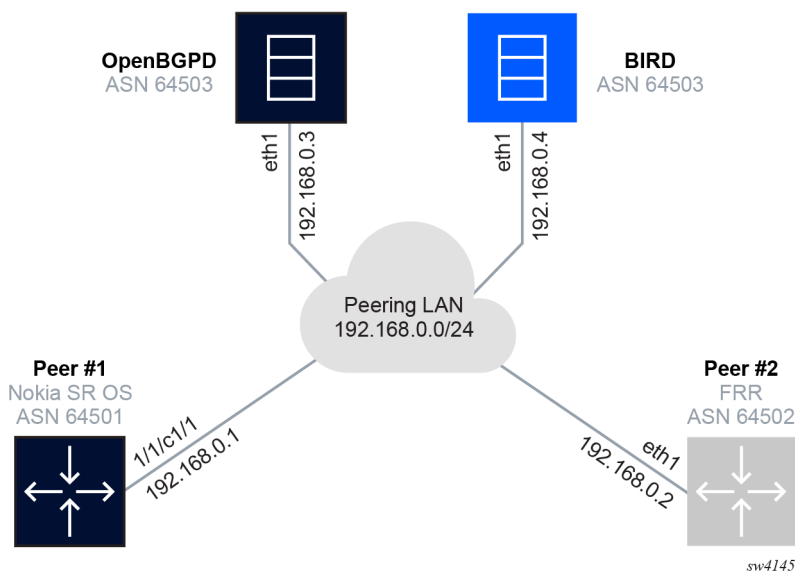 OpenBGPD
ASN 64503
BIRD
ASN 64503
eth1
192.168.0.3
eth1
192.168.0.4
Peering LAN
192.168.0.0/24
Peer #1
Nokia SR OS
ASN 64501
1/1/c1/1
192.168.0.1
Peer #2
FRR
ASN 64502
eth1
192.168.0.2
sw4145